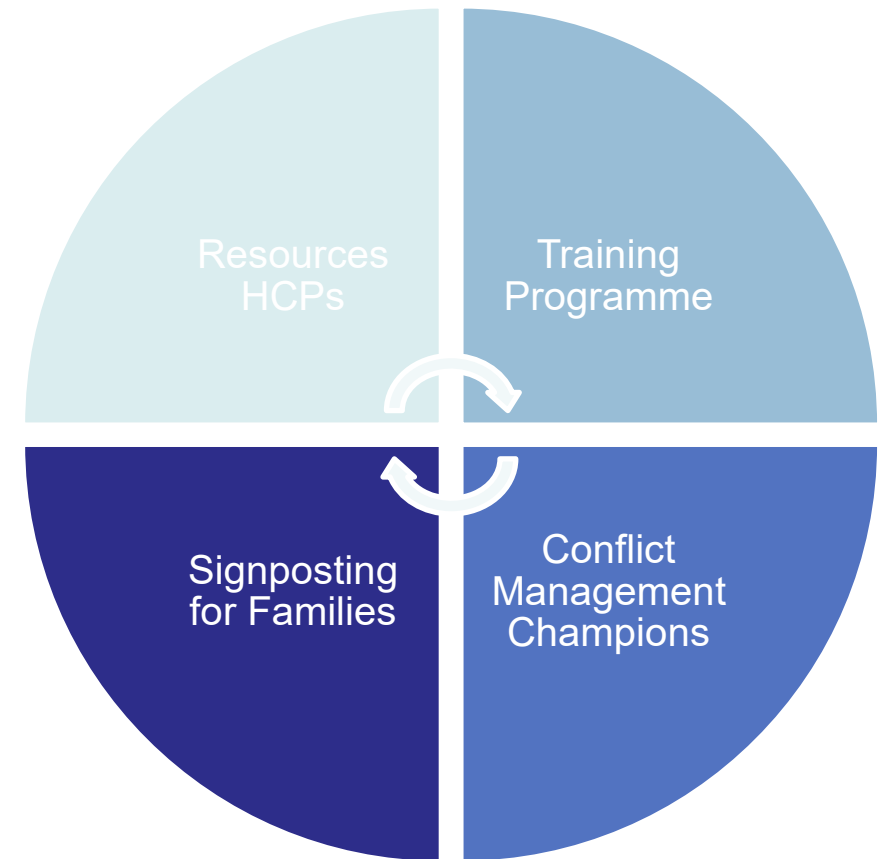 Resources
HCPs
Training
Programme
Signposting
for Families
Conflict
Management
Champions